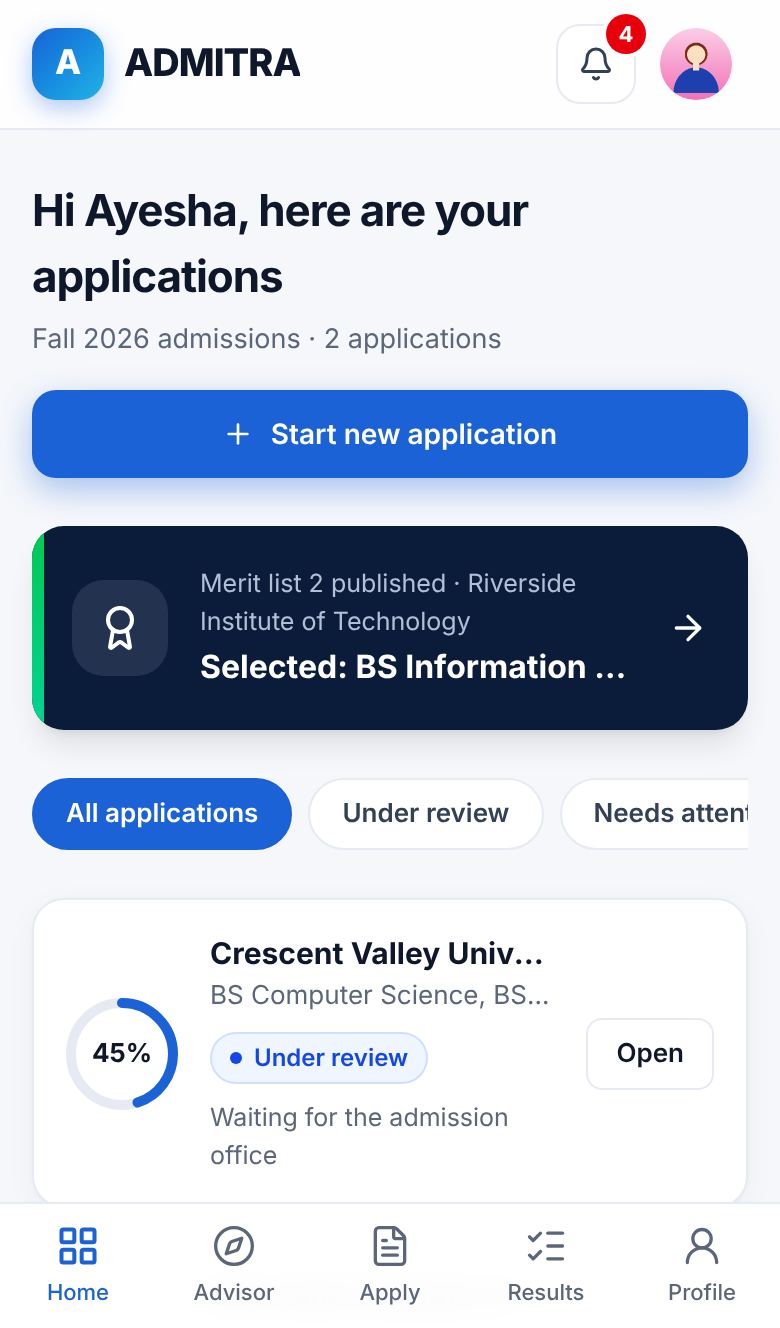 A ADMITRA
4
Hi Ayesha, here are your
applications
Fall 2026 admissions · 2 applications
+ Start new application
Merit list 2 published · Riverside
Institute of Technology
Selected: BS Information ...
All applications
Under review
Needs attent
Crescent Valley Univ...
BS Computer Science, BS...
45%
Under review
Open
Waiting for the admission
office
Home
Advisor
Apply
Results
Profile